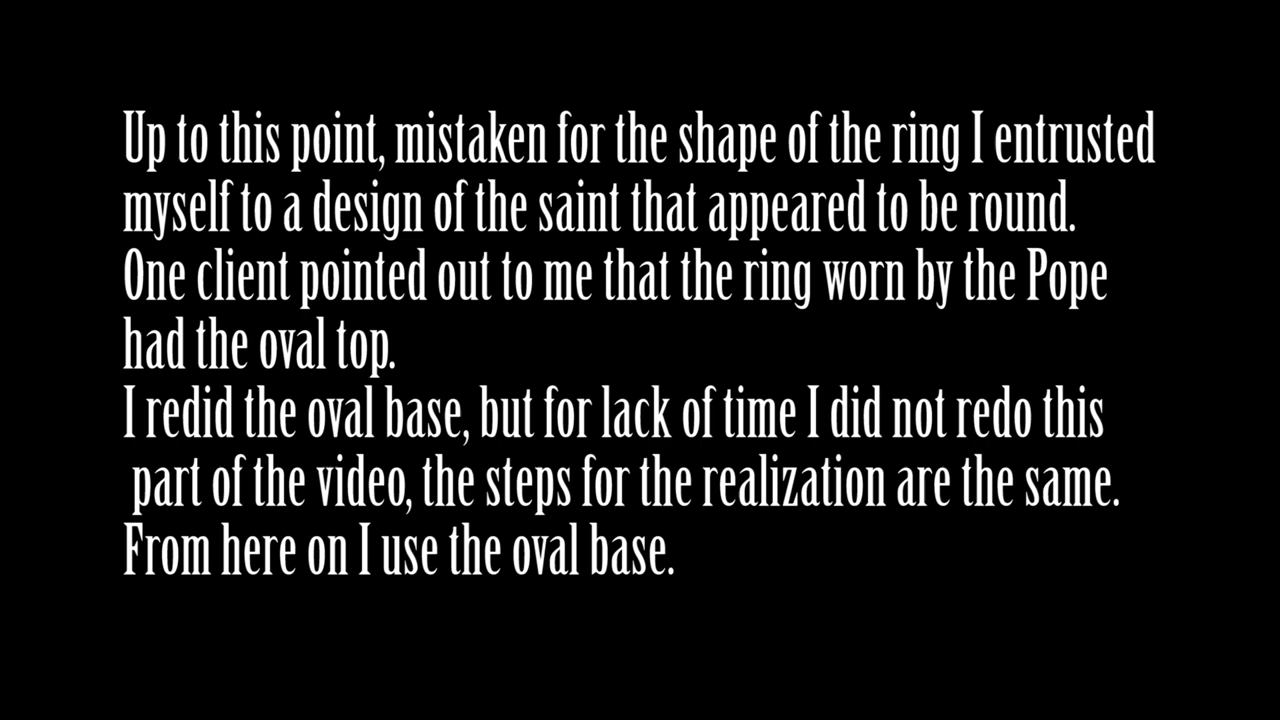 Up to this point, mistaken for the shape of the ring I entrusted
myself to a design of the saint that appeared to be round.
One client pointed out to me that the ring worn by the Pope
had the oval top.
I redid the oval base, but for lack of time I did not redo this
part of the video, the steps for the realization are the same.
From here on I use the oval base.